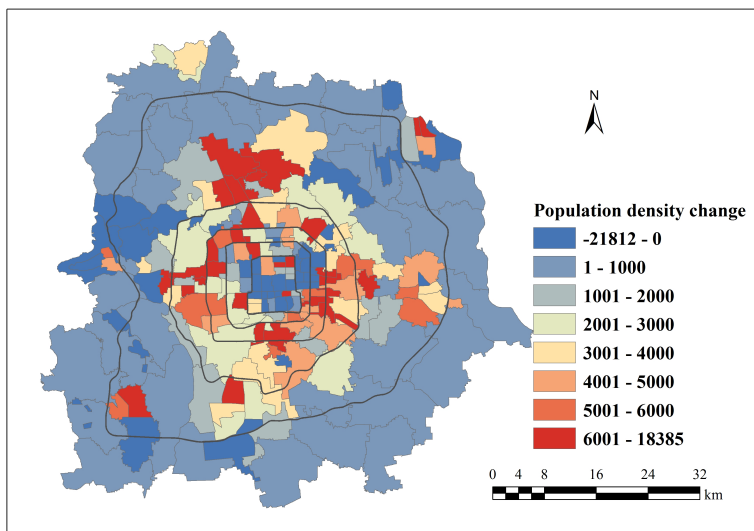 N
Population density change
-21812 - 0
1 - 1000
1001 - 2000
2001 - 3000
3001 - 4000
4001 - 5000
5001 - 6000
6001 - 18385
0 4 8 16 24 32
km